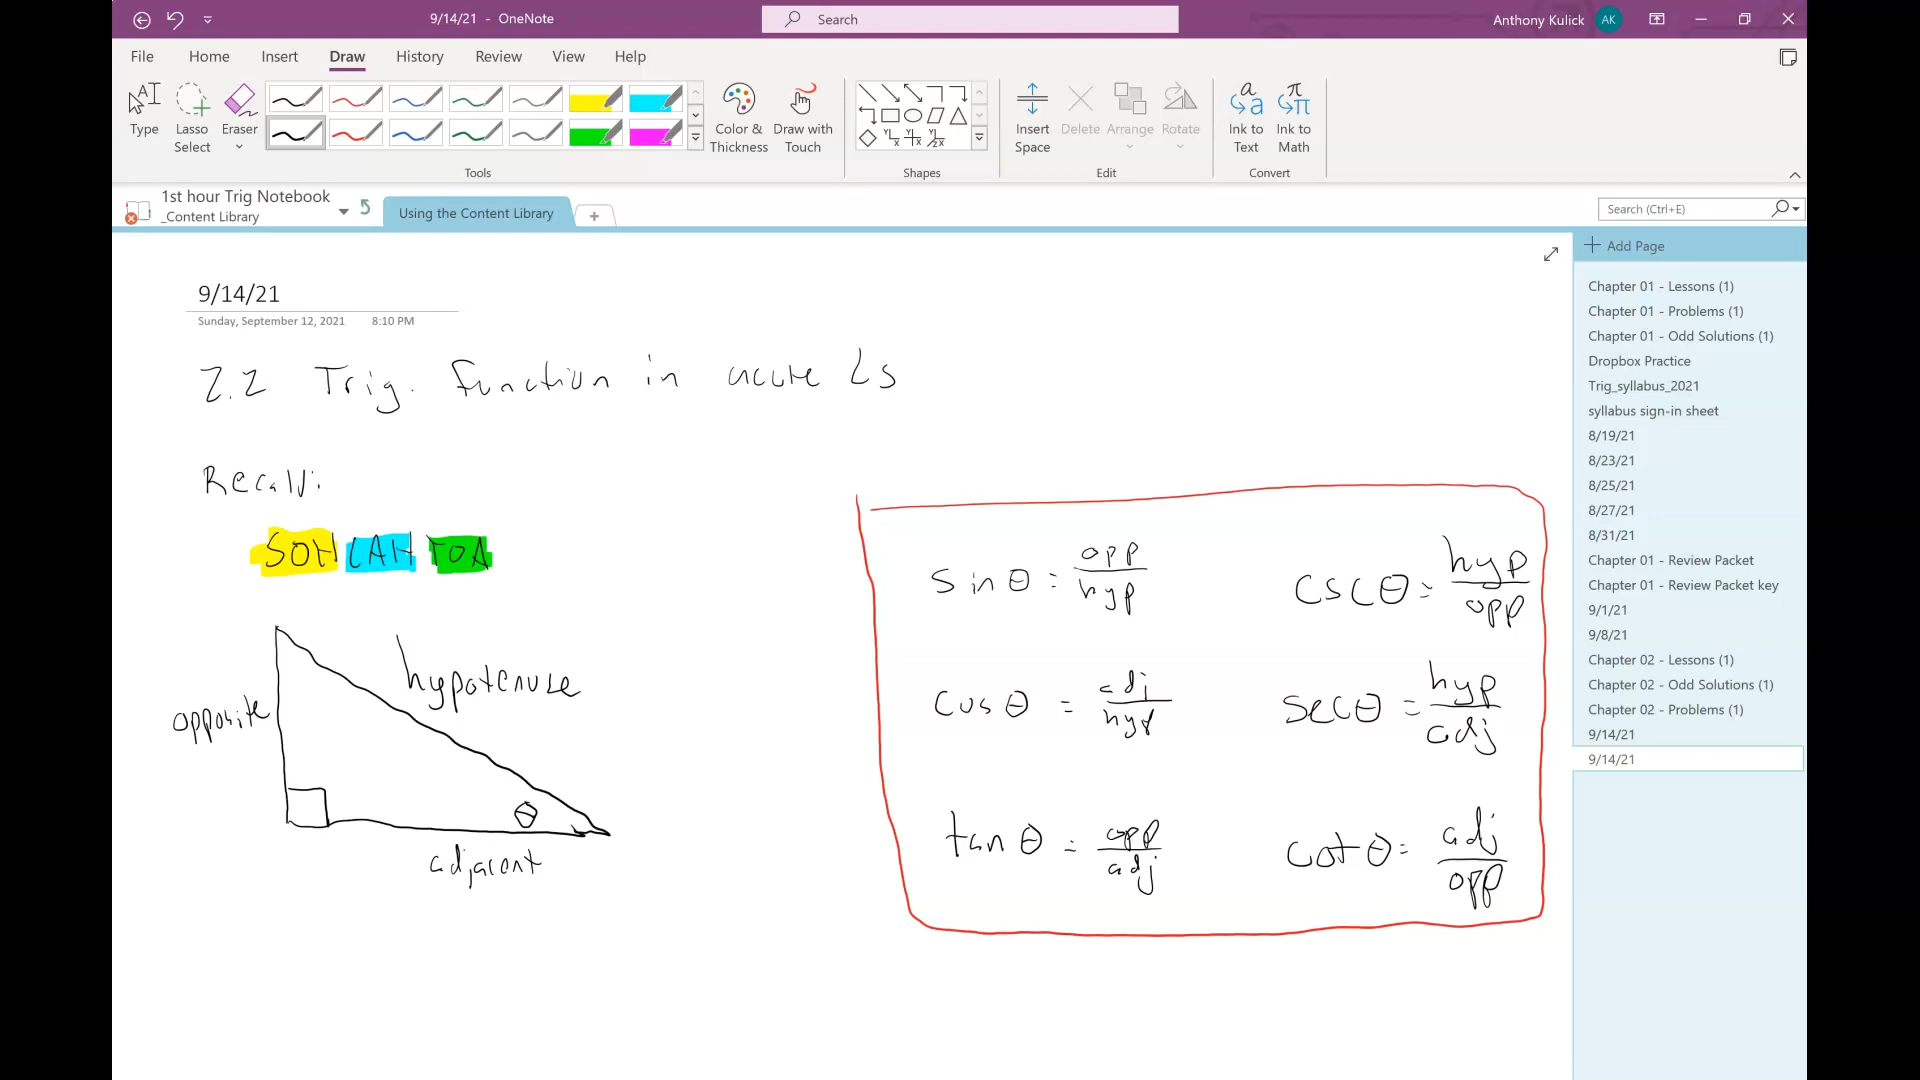 9/14/21 - OneNote
Search
Anthony Kulick AK
File Home Insert Draw History Review View Help
Type
Lasso Select
Eraser
Color & Thickness
Draw with Touch
Insert Space
Delete
Arrange
Rotate
Ink to Text
Ink to Math
Tools
Shapes
Edit
Convert
1st hour Trig Notebook
_Content Library
Using the Content Library
Search (Ctrl+E)
9/14/21
Sunday, September 12, 2021 8:10 PM
2.2 Trig. function in acute ∠s
Recall:
SOH CAH TOA
hypotenuse
opposite
θ
adjacent
sin θ = opp/hyp
csc θ = hyp/opp
cos θ = adj/hyp
sec θ = hyp/adj
tan θ = opp/adj
cot θ = adj/opp
Add Page
Chapter 01 - Lessons (1)
Chapter 01 - Problems (1)
Chapter 01 - Odd Solutions (1)
Dropbox Practice
Trig_syllabus_2021
syllabus sign-in sheet
8/19/21
8/23/21
8/25/21
8/27/21
8/31/21
Chapter 01 - Review Packet
Chapter 01 - Review Packet key
9/1/21
9/8/21
Chapter 02 - Lessons (1)
Chapter 02 - Odd Solutions (1)
Chapter 02 - Problems (1)
9/14/21
9/14/21